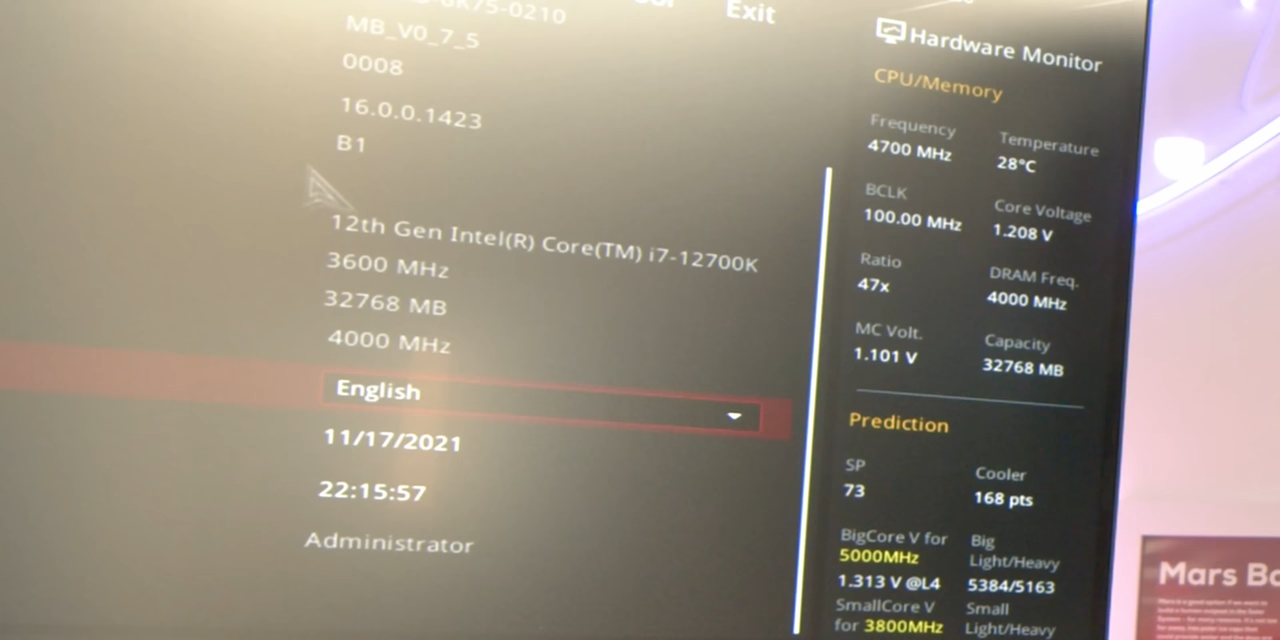 6K75-0210
MB_V0_7_5
0008
16.0.0.1423
B1
12th Gen Intel(R) Core(TM) i7-12700K
3600 MHz
32768 MB
4000 MHz
English
11/17/2021
22:15:57
Administrator
Exit
Hardware Monitor
CPU/Memory
Frequency Temperature
4700 MHz 28°C
BCLK Core Voltage
100.00 MHz 1.208 V
Ratio DRAM Freq.
47x 4000 MHz
MC Volt. Capacity
1.101 V 32768 MB
Prediction
SP Cooler
73 168 pts
BigCore V for Big
5000MHz Light/Heavy
1.313 V @L4 5384/5163
SmallCore V Small
for 3800MHz Light/Heavy
Mars